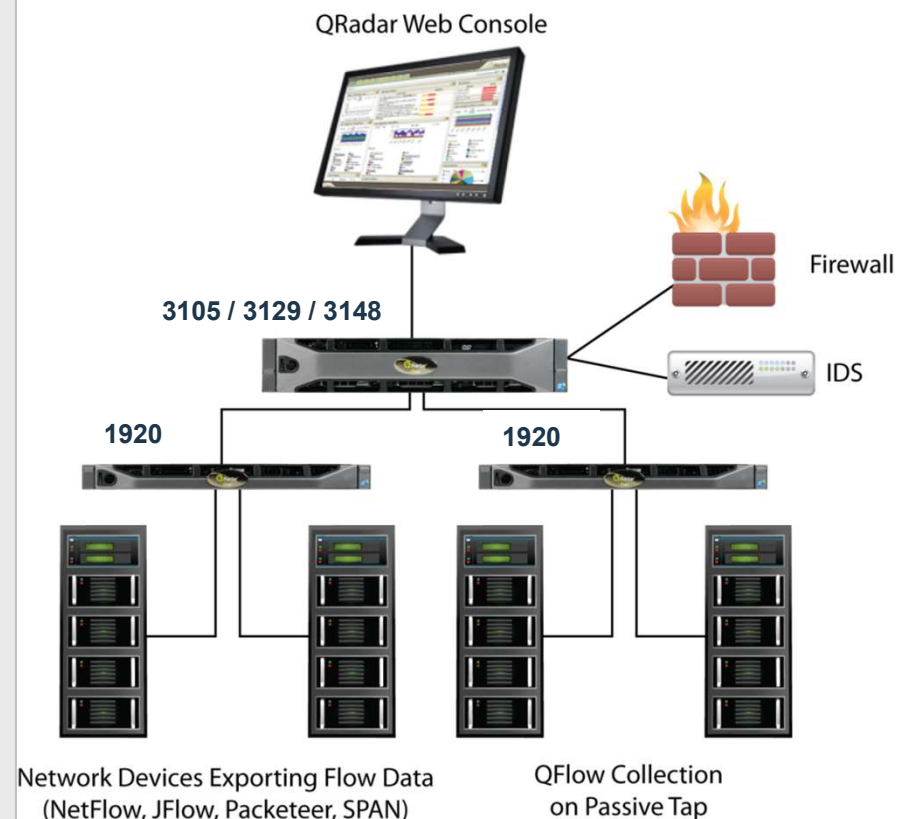 QRadar Web Console
Firewall
3105 / 3129 / 3148
IDS
1920
1920
Network Devices Exporting Flow Data
(NetFlow, JFlow, Packeteer, SPAN)
QFlow Collection
on Passive Tap